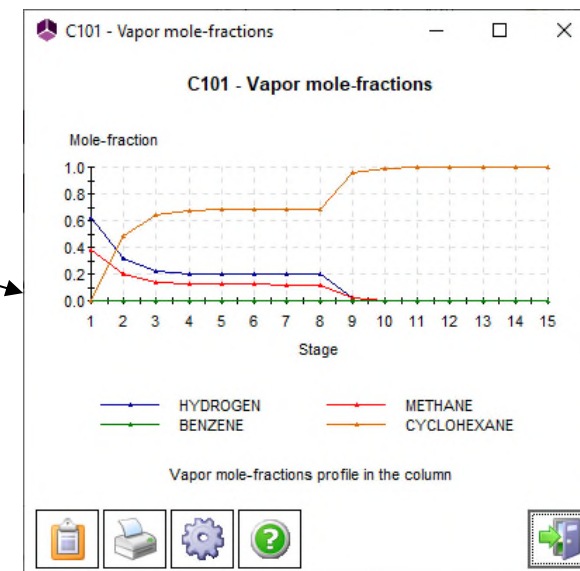 C101 - Vapor mole-fractions
C101 - Vapor mole-fractions
Mole-fraction
1.0
0.8
0.6
0.4
0.2
0.0
1 2 3 4 5 6 7 8 9 10 11 12 13 14 15
Stage
HYDROGEN METHANE
BENZENE CYCLOHEXANE
Vapor mole-fractions profile in the column